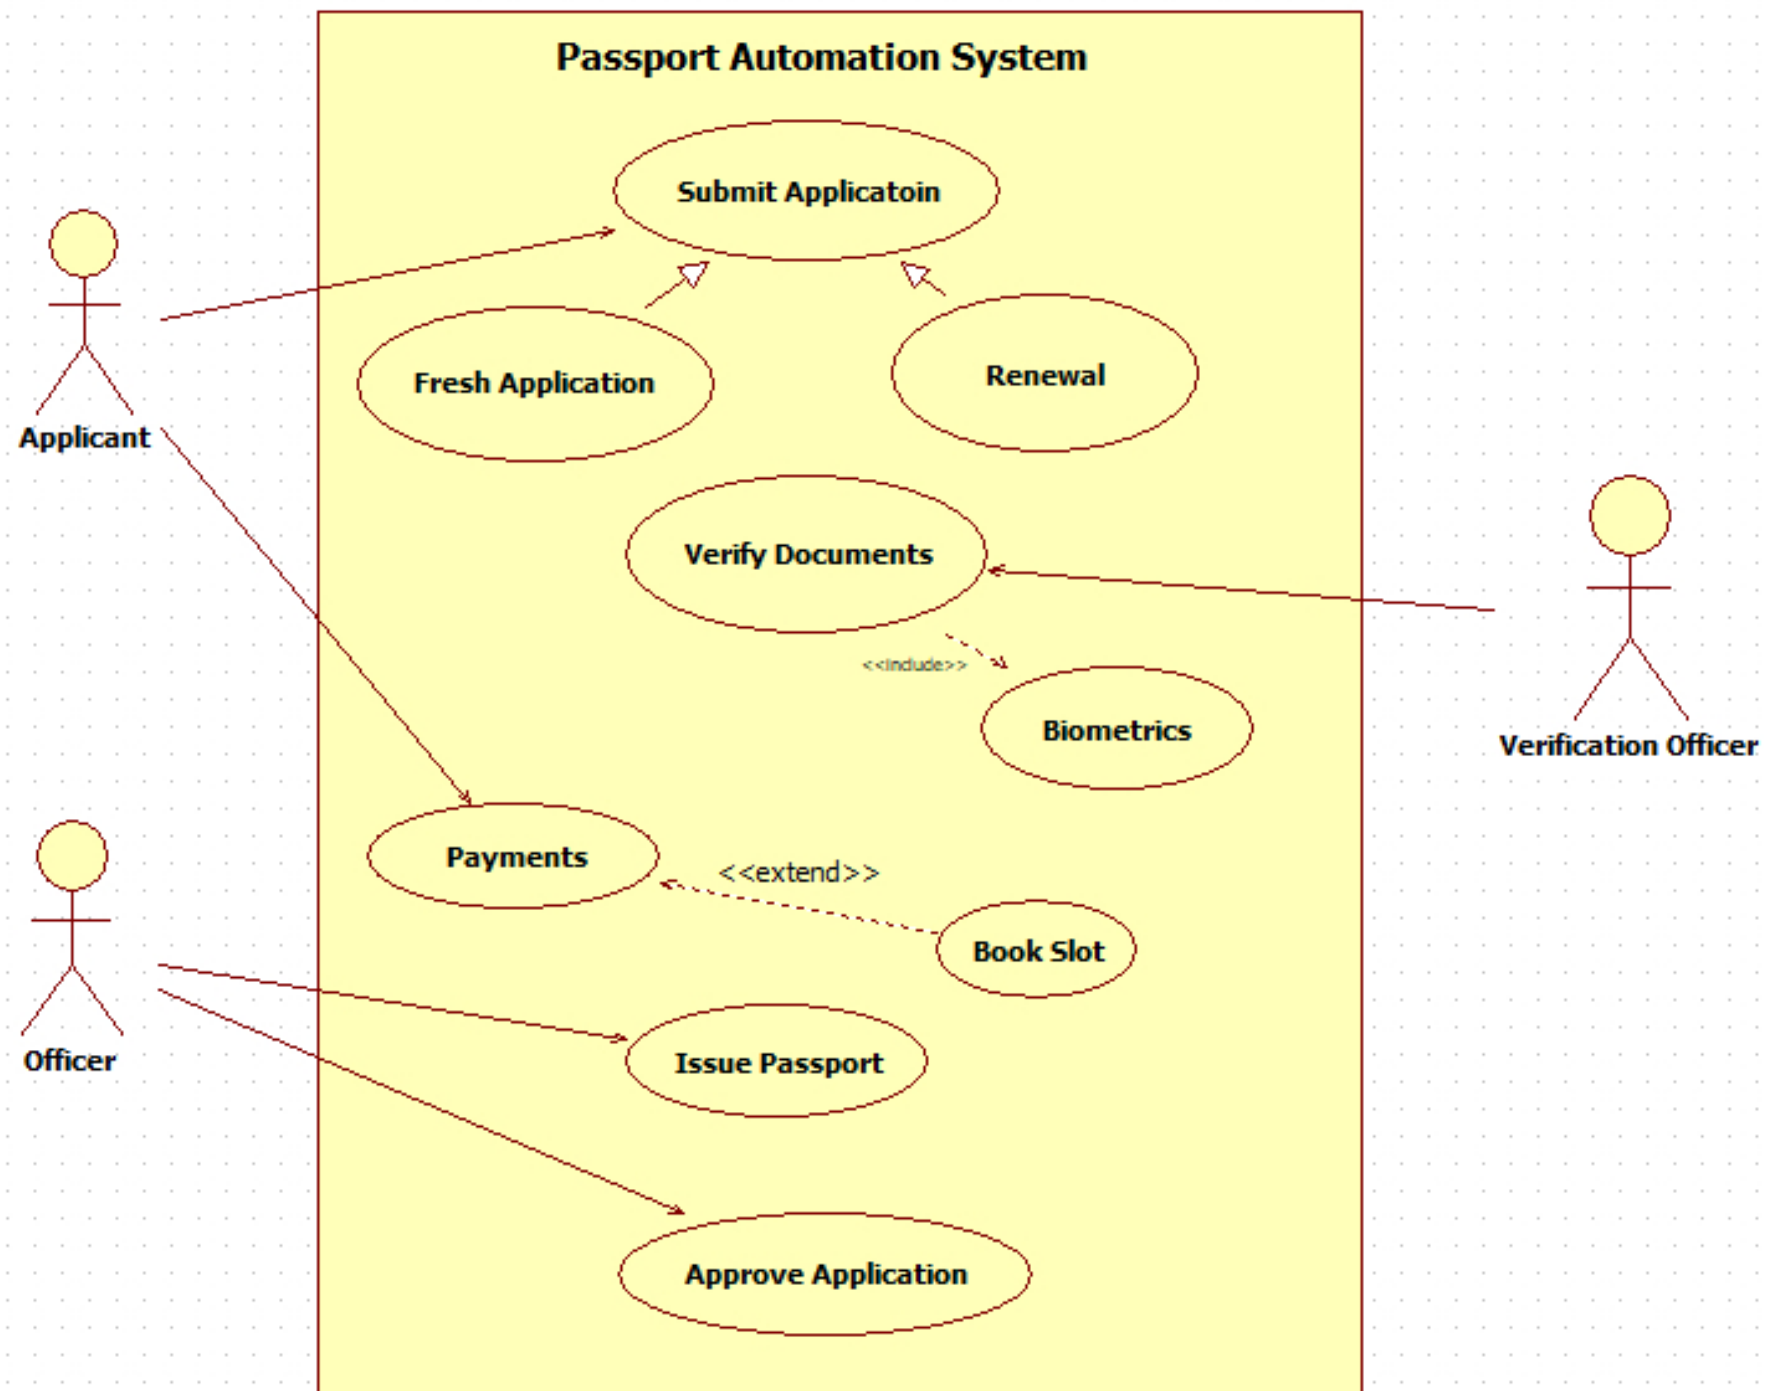 Passport Automation System
Submit Applicatoin
Fresh Application
Renewal
Applicant
Verify Documents
<<include>>
Biometrics
Verification Officer
Payments
<<extend>>
Book Slot
Officer
Issue Passport
Approve Application